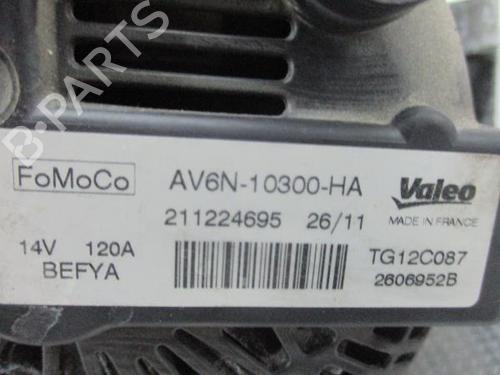 B-PARTS
FoMoCo
AV6N-10300-HA
Valeo
211224695 26/11
MADE IN FRANCE
14V 120A
BEFYA
TG12C087
2606952B